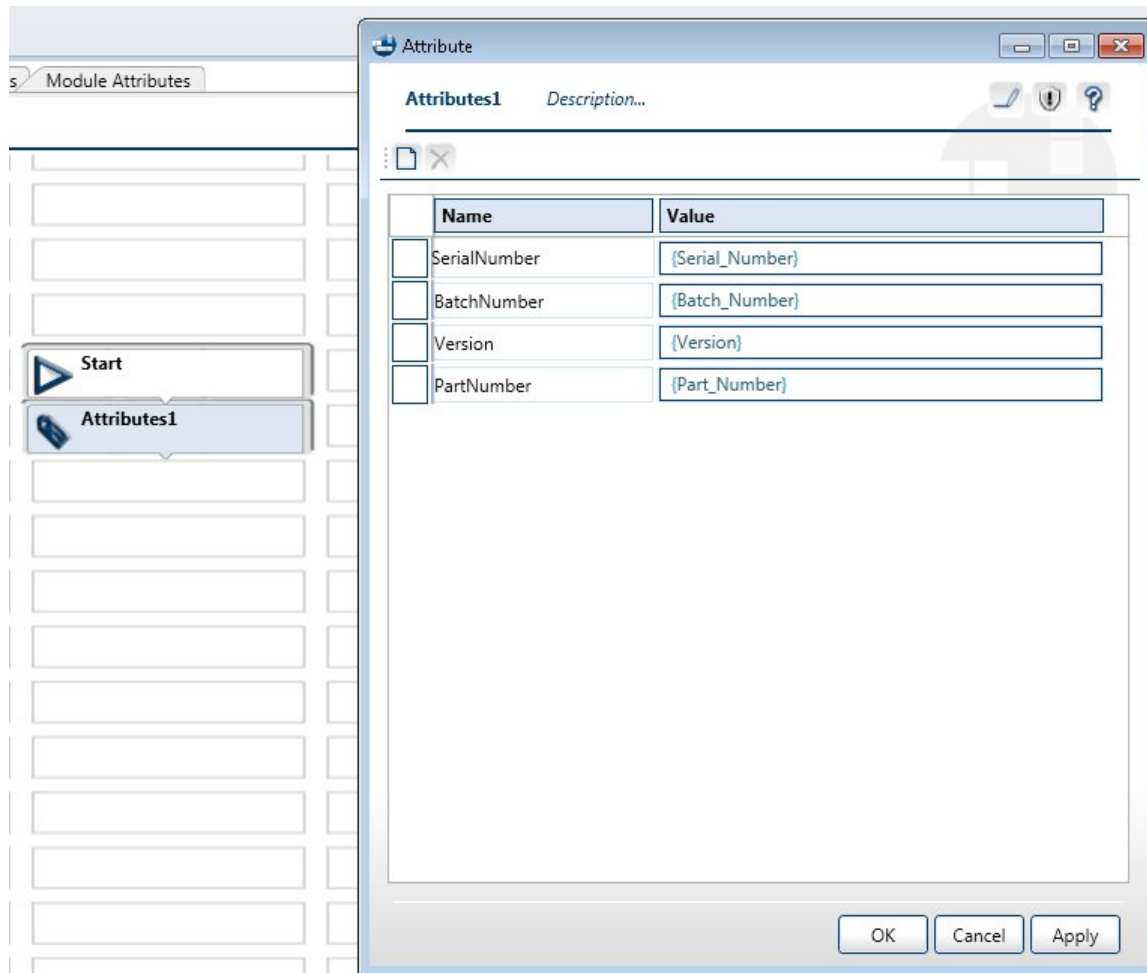 Attribute
s
Module Attributes
Attributes1 Description...
Name Value
SerialNumber {Serial_Number}
BatchNumber {Batch_Number}
Version {Version}
PartNumber {Part_Number}
Start
Attributes1
OK Cancel Apply